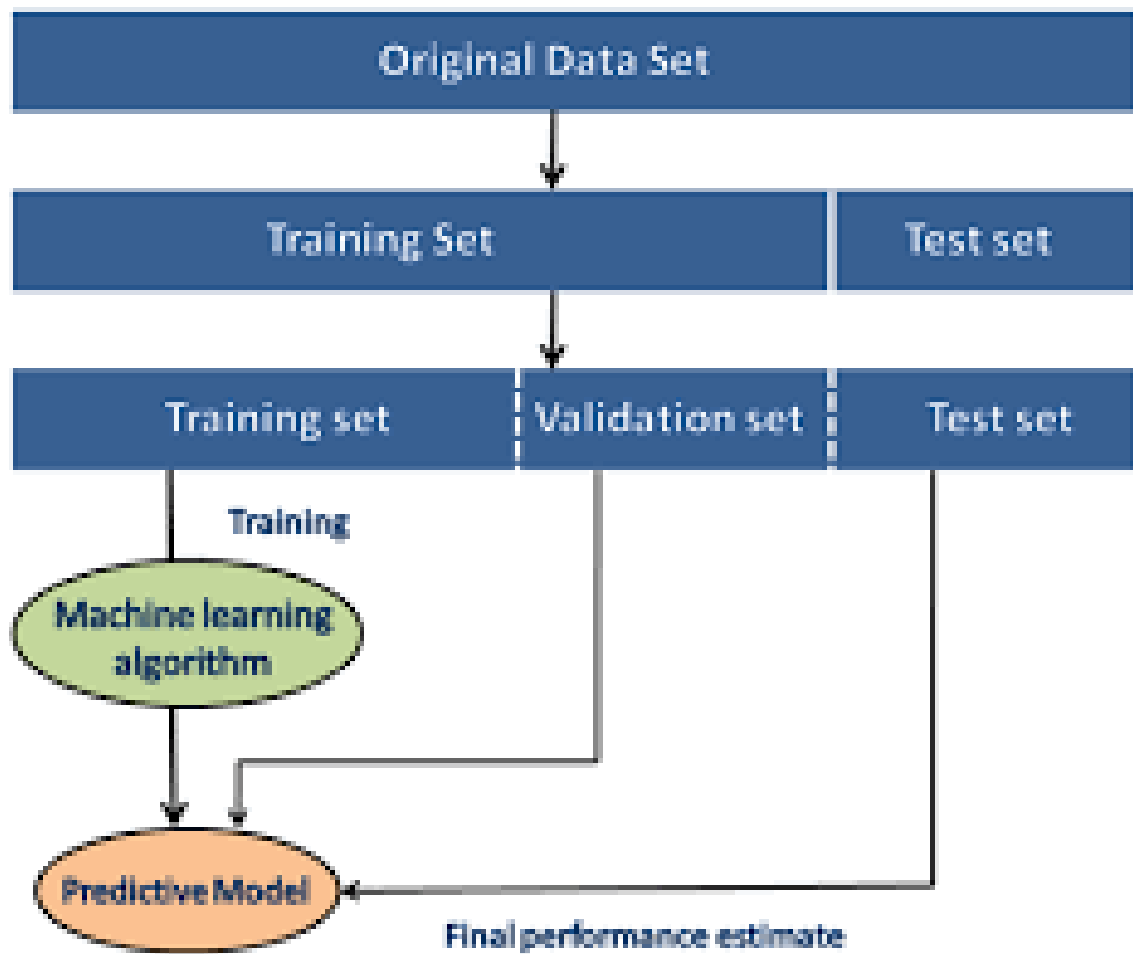 Original Data Set
Training Set
Test set
Training set
Validation set
Test set
Training
Machine learning
algorithm
Predictive Model
Final performance estimate